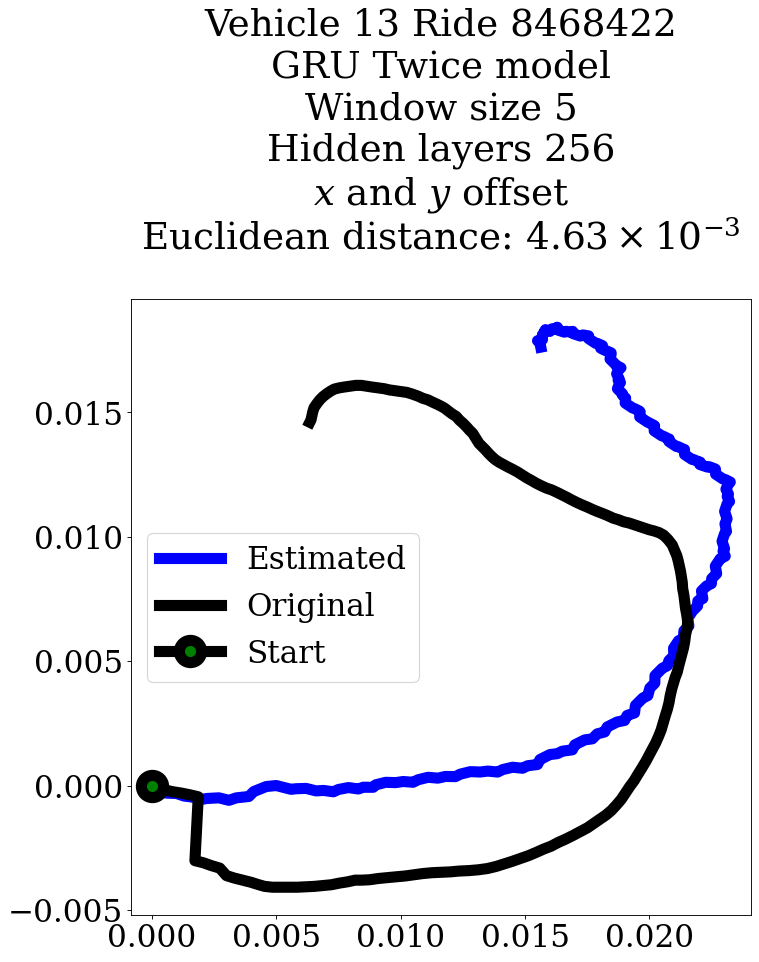 Vehicle 13 Ride 8468422
GRU Twice model
Window size 5
Hidden layers 256
x and y offset
Euclidean distance: 4.63 × 10⁻³
0.015
0.010
0.005
0.000
−0.005
Estimated
Original
Start
0.000 0.005 0.010 0.015 0.020